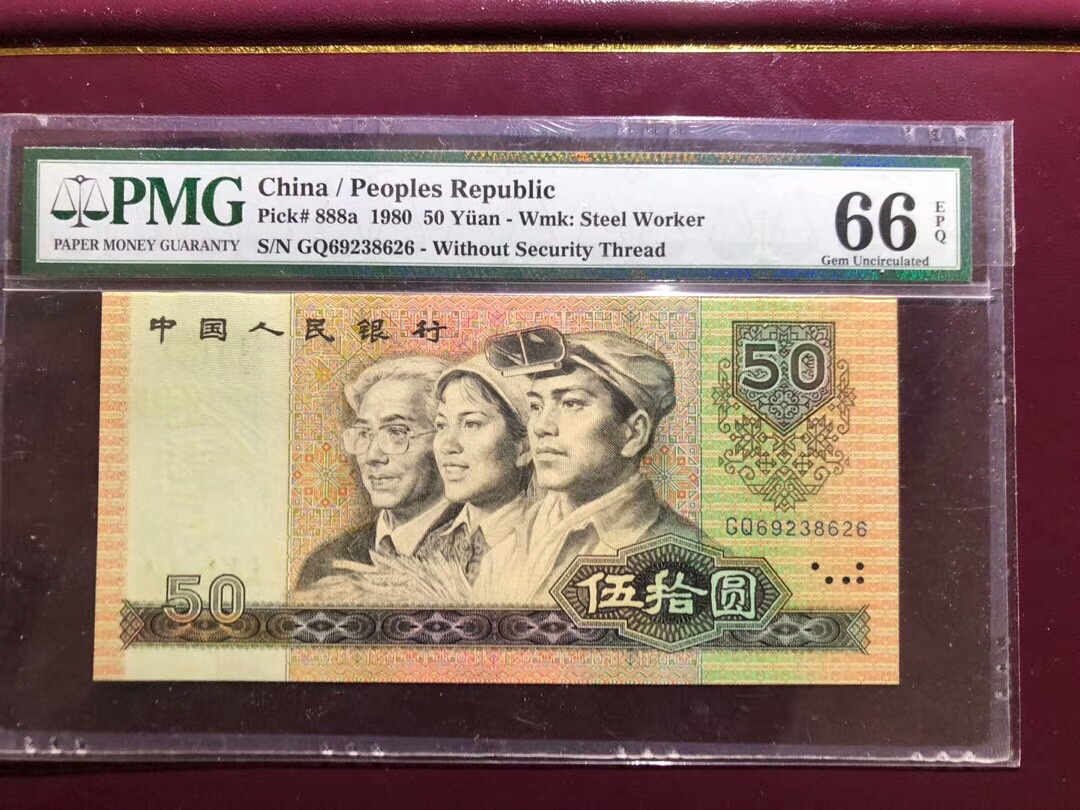 PMG
PAPER MONEY GUARANTY
China / Peoples Republic
Pick# 888a 1980 50 Yüan - Wmk: Steel Worker
S/N GQ69238626 - Without Security Thread
66
EPQ
Gem Uncirculated
中国人民银行
50
GQ69238626
50
伍拾圆